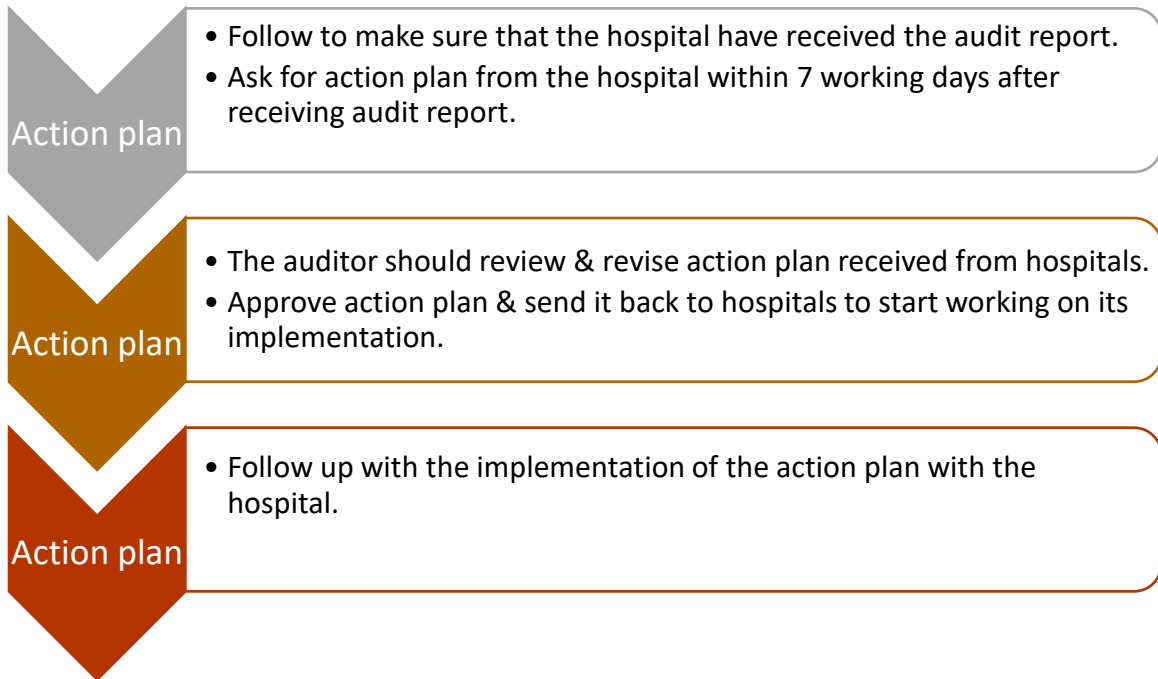 Action plan
• Follow to make sure that the hospital have received the audit report.
• Ask for action plan from the hospital within 7 working days after
receiving audit report.
Action plan
• The auditor should review & revise action plan received from hospitals.
• Approve action plan & send it back to hospitals to start working on its
implementation.
Action plan
• Follow up with the implementation of the action plan with the
hospital.